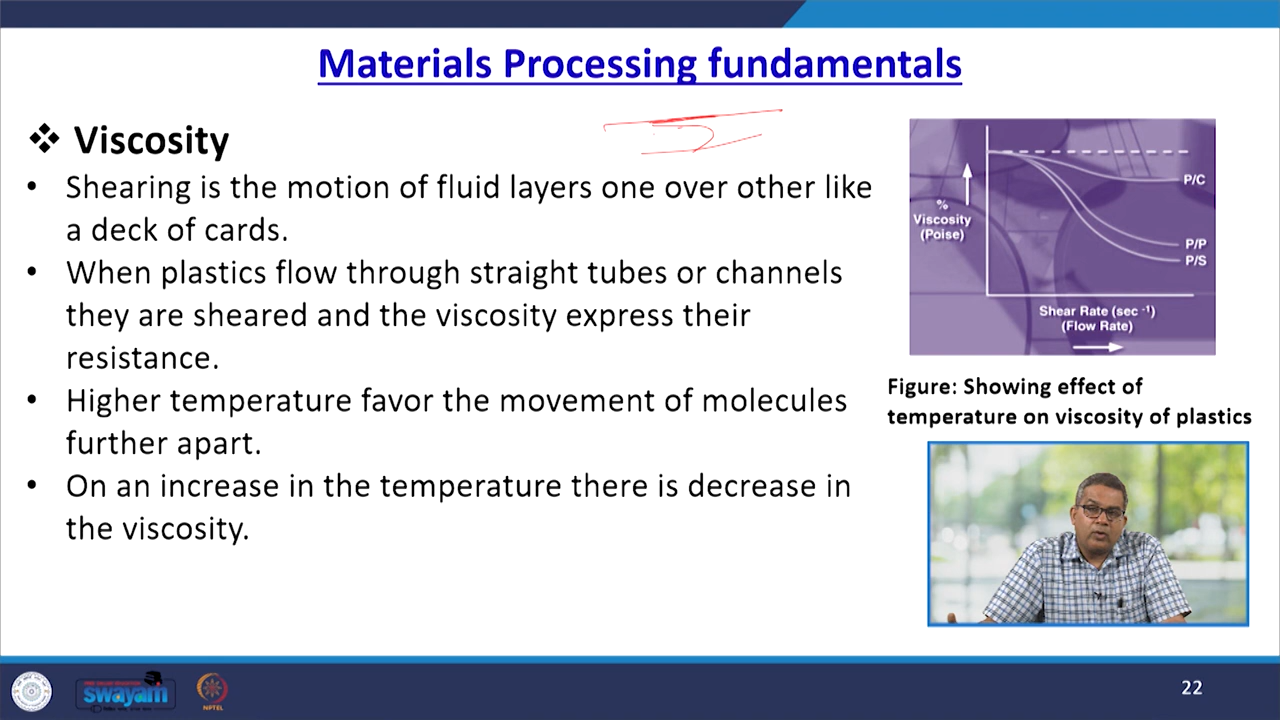 Materials Processing fundamentals
❖ Viscosity
• Shearing is the motion of fluid layers one over other like
a deck of cards.
• When plastics flow through straight tubes or channels
they are sheared and the viscosity express their
resistance.
• Higher temperature favor the movement of molecules
further apart.
• On an increase in the temperature there is decrease in
the viscosity.
%
Viscosity
(Poise)
P/C
P/P
P/S
Shear Rate (sec -1)
(Flow Rate)
Figure: Showing effect of
temperature on viscosity of plastics
swayam
NPTEL
22